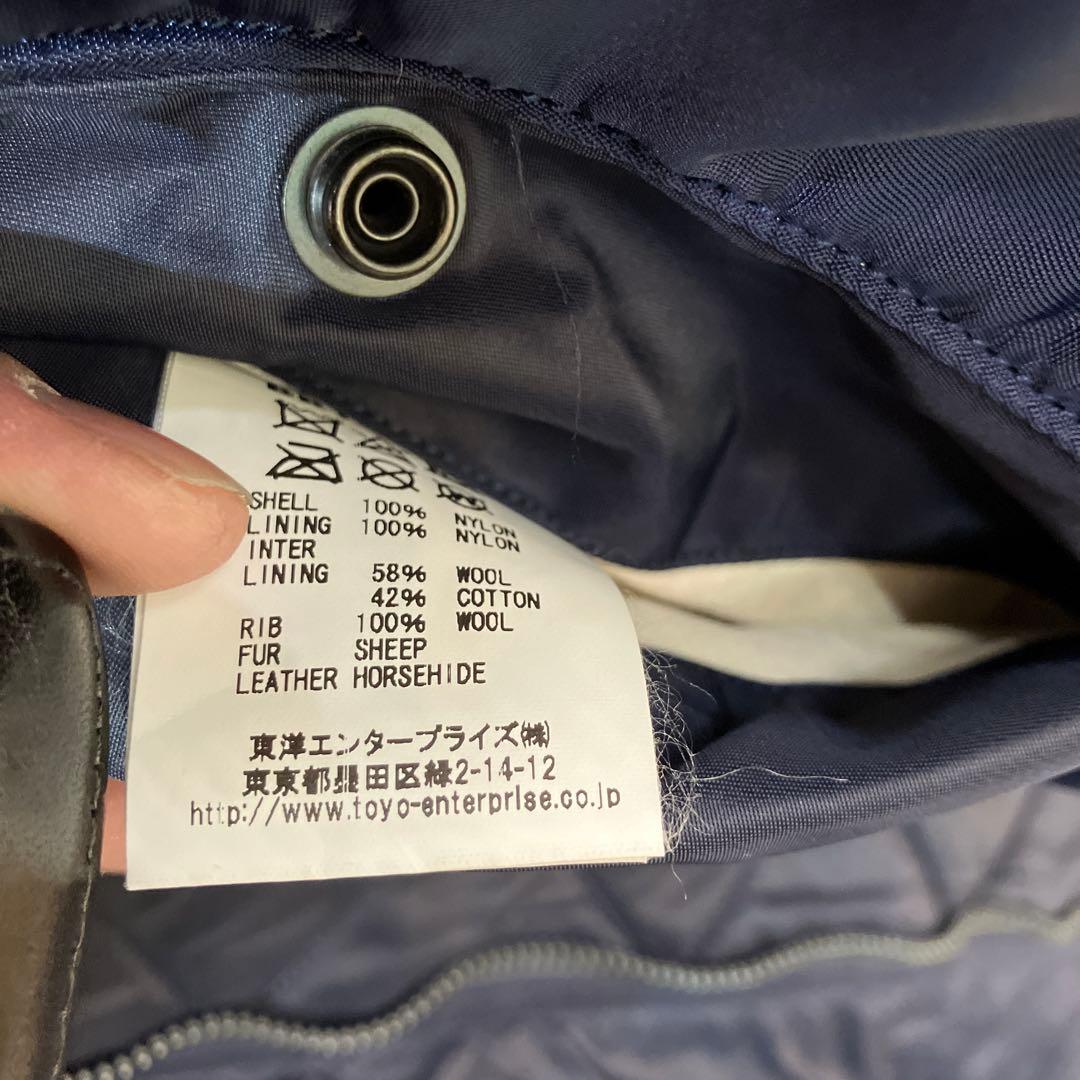 SHELL 100% NYLON
LINING 100% NYLON
INTER
LINING 58% WOOL
42% COTTON
RIB 100% WOOL
FUR SHEEP
LEATHER HORSEHIDE
東洋エンタープライズ㈱
東京都墨田区緑2-14-12
http://www.toyo-enterprise.co.jp